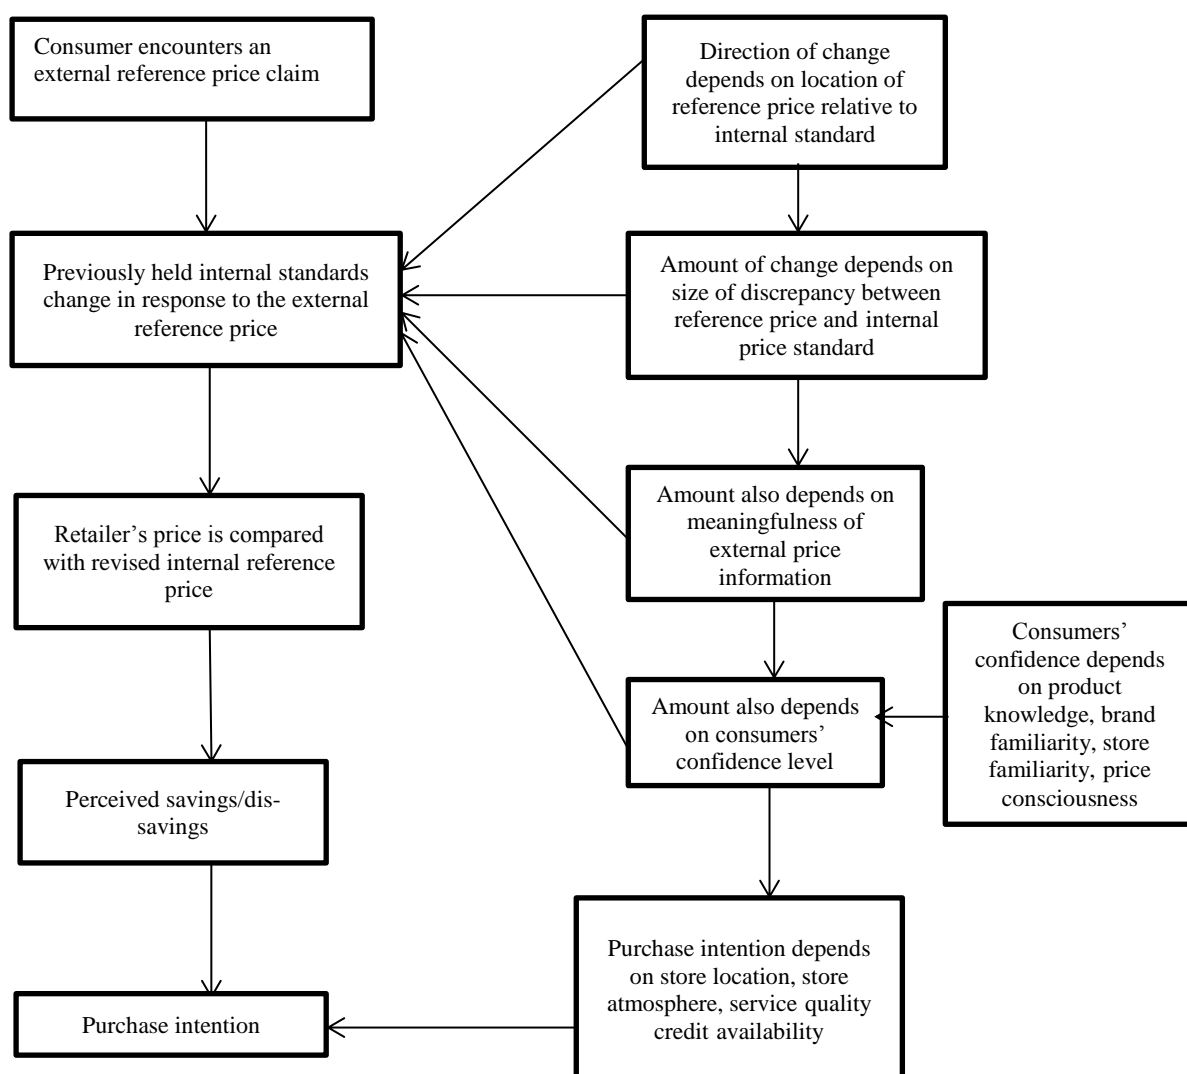 Consumer encounters an
external reference price claim
Direction of change
depends on location of
reference price relative to
internal standard
Previously held internal standards
change in response to the external
reference price
Amount of change depends on
size of discrepancy between
reference price and internal
price standard
Retailer’s price is compared
with revised internal reference
price
Amount also depends on
meaningfulness of
external price
information
Consumers’
confidence depends
on product
knowledge, brand
familiarity, store
familiarity, price
consciousness
Amount also depends
on consumers’
confidence level
Perceived savings/dis-
savings
Purchase intention depends
on store location, store
atmosphere, service quality
credit availability
Purchase intention